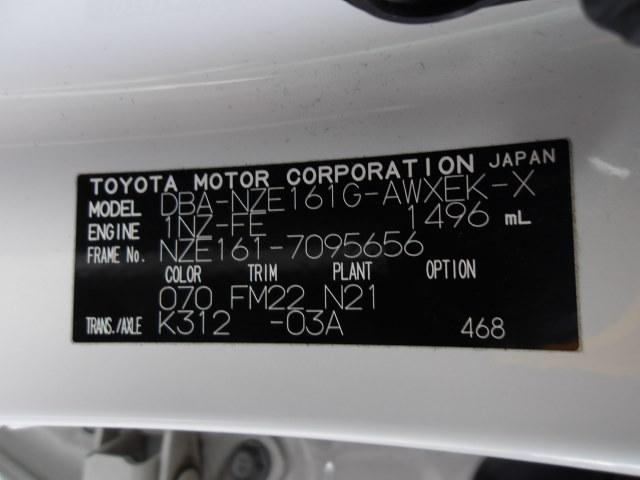 TOYOTA MOTOR CORPORATION JAPAN
MODEL DBA-NZE161G-AWXEK-X
ENGINE 1NZ-FE 1496 mL
FRAME No. NZE161-7095656
COLOR TRIM PLANT OPTION
070 FM22 N21
TRANS./AXLE K312 -03A 468